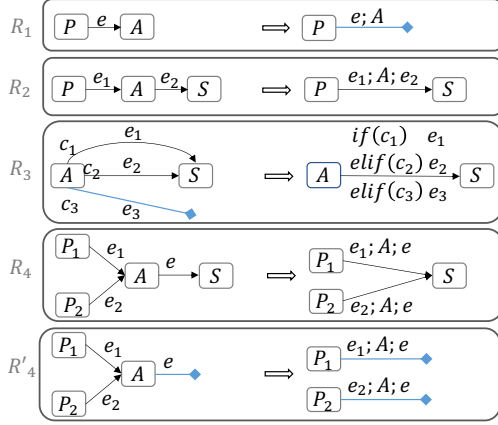 R₁ P e A ⇒ P e; A
R₂ P e₁ A e₂ S ⇒ P e₁; A; e₂ S
R₃ c₁ e₁ if(c₁) e₁
A c₂ e₂ S ⇒ A elif(c₂) e₂ S
c₃ e₃ elif(c₃) e₃
P₁ e₁ P₁ e₁; A; e
R₄ A e S ⇒ S
P₂ e₂ P₂ e₂; A; e
P₁ e₁ P₁ e₁; A; e
R'₄ A e ⇒
P₂ e₂ P₂ e₂; A; e